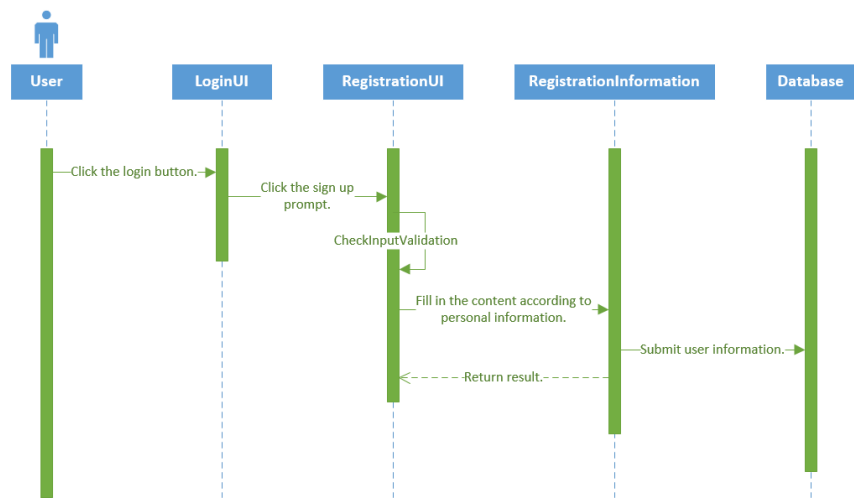 User
LoginUI
RegistrationUI
RegistrationInformation
Database
Click the login button.
Click the sign up
prompt.
CheckInputValidation
Fill in the content according to
personal information.
Submit user information.
Return result.